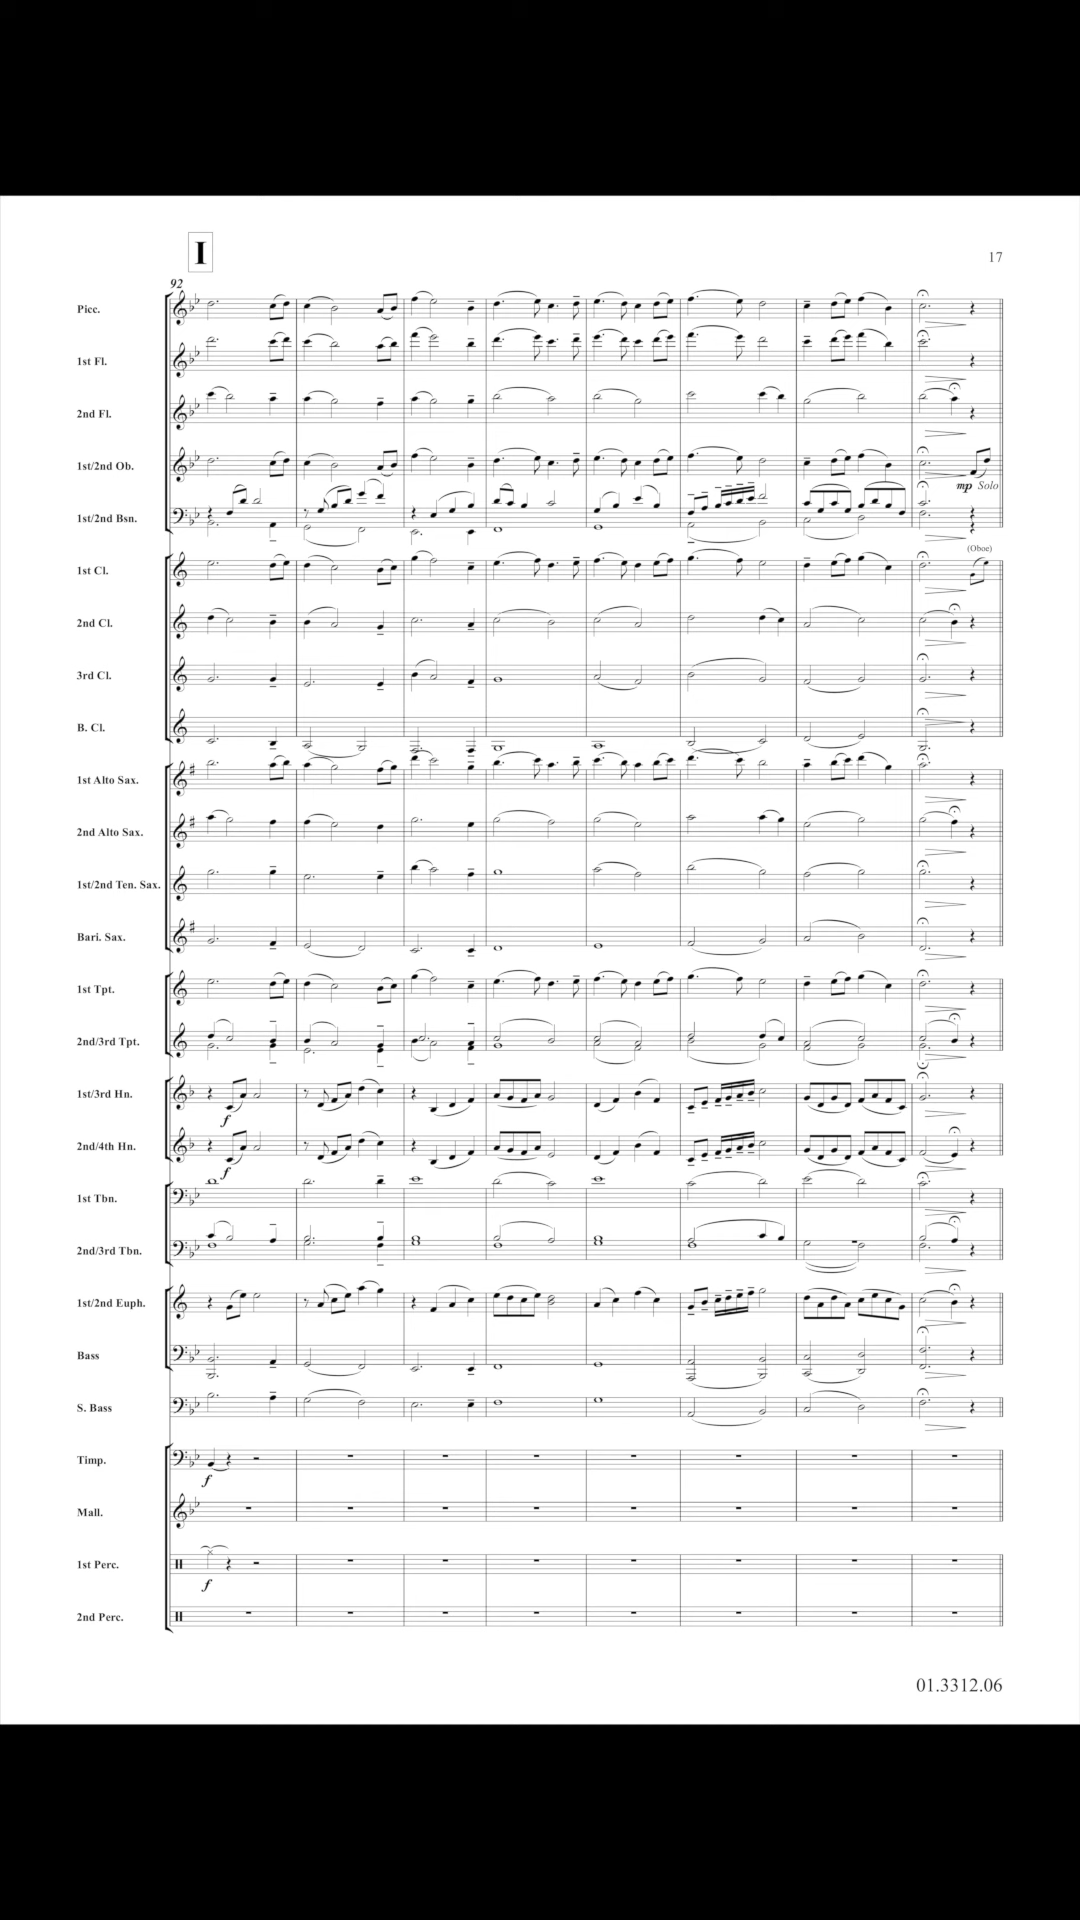 I
17
92
Picc.
1st Fl.
2nd Fl.
1st/2nd Ob.
mp Solo
1st/2nd Bsn.
(Oboe)
1st Cl.
2nd Cl.
3rd Cl.
B. Cl.
1st Alto Sax.
2nd Alto Sax.
1st/2nd Ten. Sax.
Bari. Sax.
1st Tpt.
2nd/3rd Tpt.
1st/3rd Hn.
f
2nd/4th Hn.
f
1st Tbn.
2nd/3rd Tbn.
1st/2nd Euph.
Bass
S. Bass
Timp.
f
Mall.
1st Perc.
f
2nd Perc.
01.3312.06